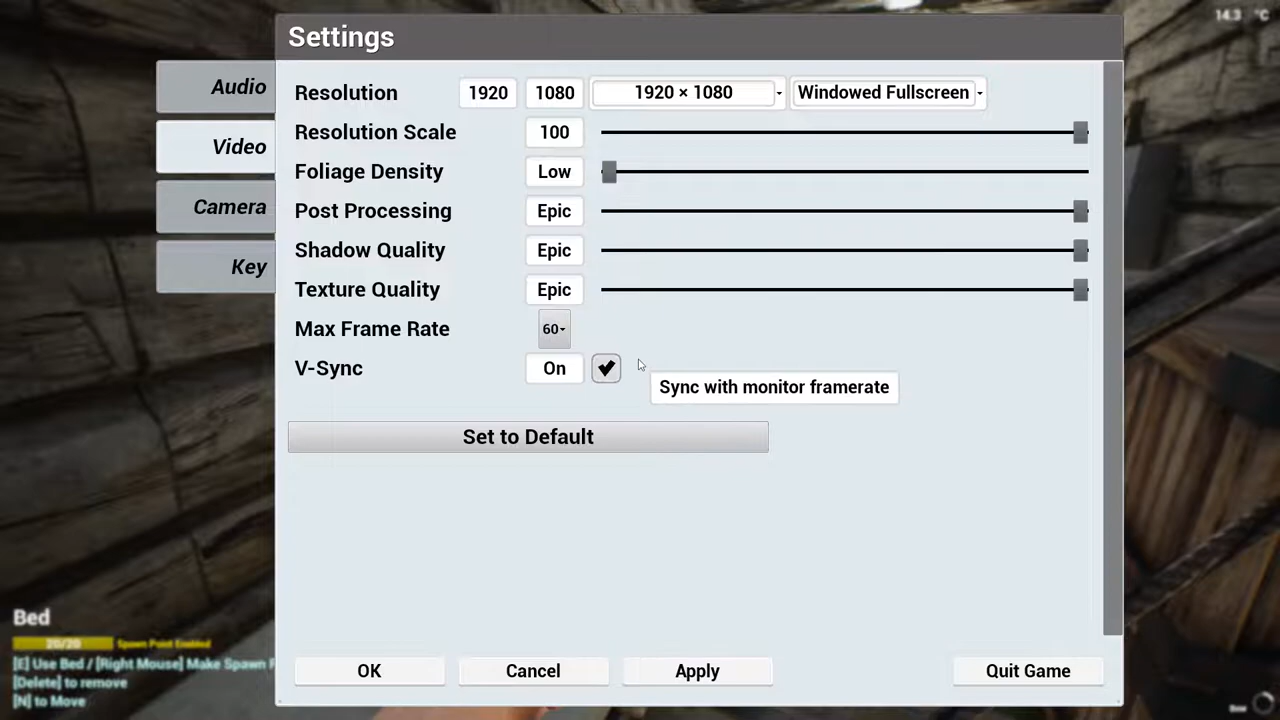 14.3 °C
Settings
Audio
Video
Camera
Key
Resolution 1920 1080 1920 × 1080 Windowed Fullscreen
Resolution Scale 100
Foliage Density Low
Post Processing Epic
Shadow Quality Epic
Texture Quality Epic
Max Frame Rate 60
V-Sync On
Sync with monitor framerate
Set to Default
Bed
20/20 Spawn Point Enabled
[E] Use Bed / [Right Mouse] Make Spawn
[Delete] to remove
[N] to Move
OK Cancel Apply Quit Game